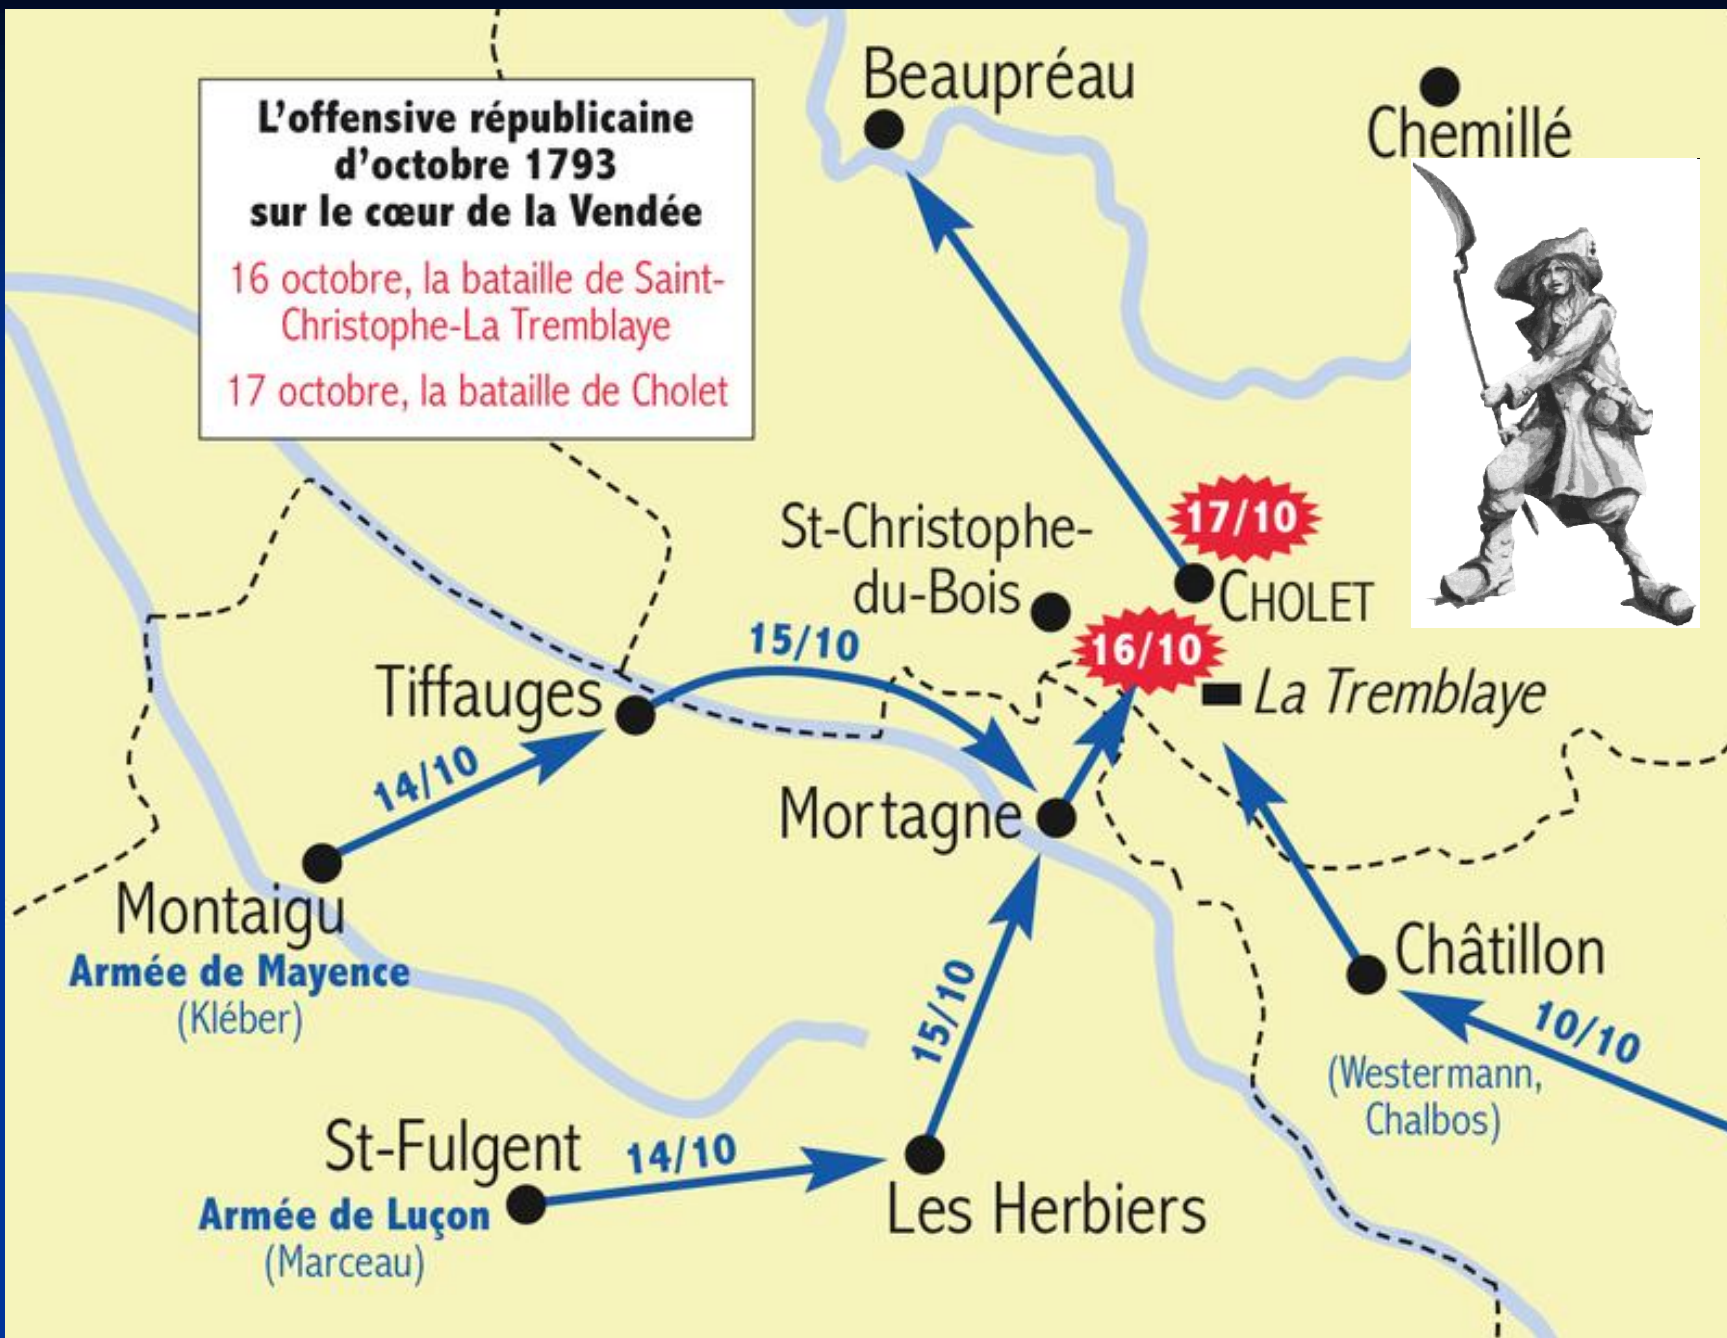 L'offensive républicaine
d'octobre 1793
sur le cœur de la Vendée
16 octobre, la bataille de Saint-
Christophe-La Tremblaye
17 octobre, la bataille de Cholet
Beaupréau
Chemillé
17/10
St-Christophe-
du-Bois
CHOLET
15/10
16/10
Tiffauges
La Tremblaye
14/10
Mortagne
Montaigu
Armée de Mayence
(Kléber)
Châtillon
15/10
10/10
(Westermann,
Chalbos)
St-Fulgent
14/10
Armée de Luçon
(Marceau)
Les Herbiers